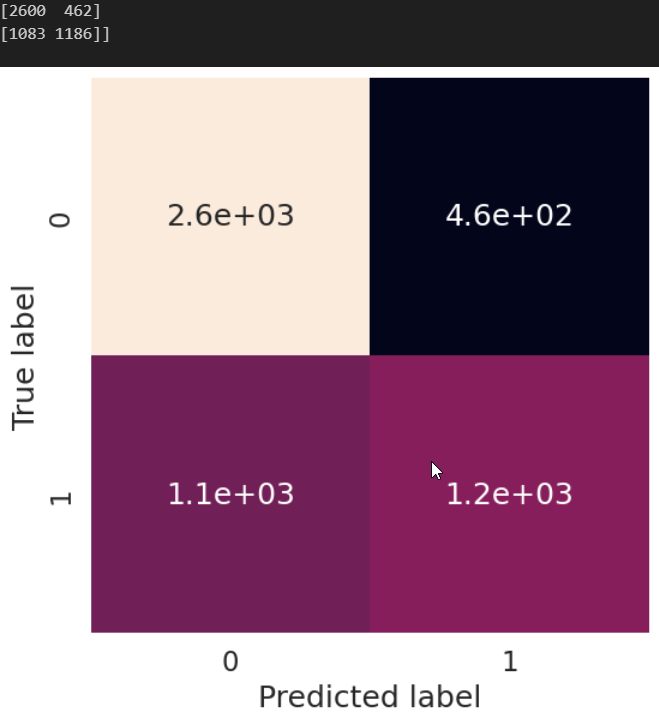 [2600  462]
[1083 1186]]
0
2.6e+03 4.6e+02
True label
1
1.1e+03 1.2e+03
0 1
Predicted label